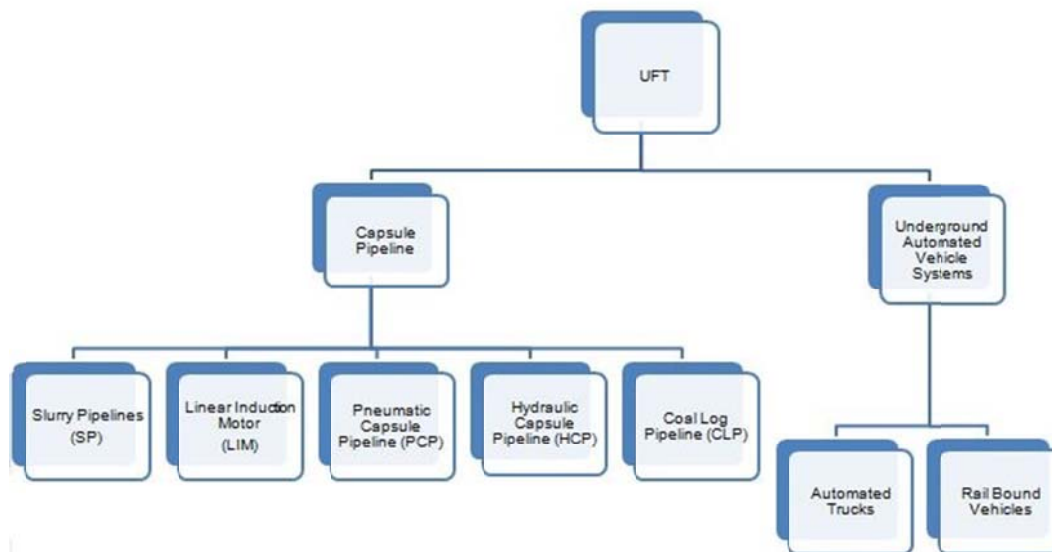 UFT
Capsule
Pipeline
Underground
Automated
Vehicle
Systems
Slurry Pipelines
(SP)
Linear Induction
Motor
(LIM)
Pneumatic
Capsule
Pipeline (PCP)
Hydraulic
Capsule
Pipeline (HCP)
Coal Log
Pipeline (CLP)
Automated
Trucks
Rail Bound
Vehicles